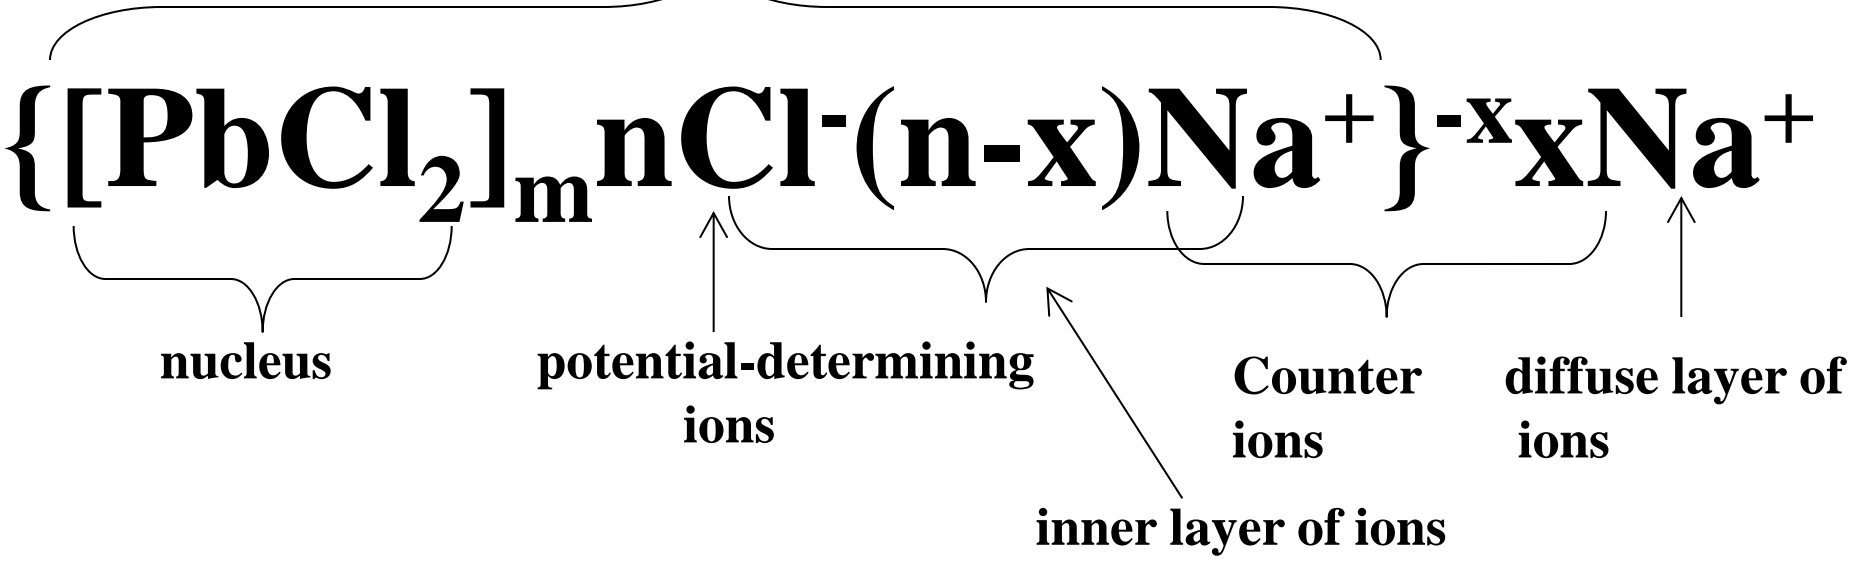 {[PbCl₂]ₘnCl⁻(n-x)Na⁺}⁻ˣxNa⁺
nucleus
potential-determining
ions
Counter
ions
diffuse layer of
ions
inner layer of ions